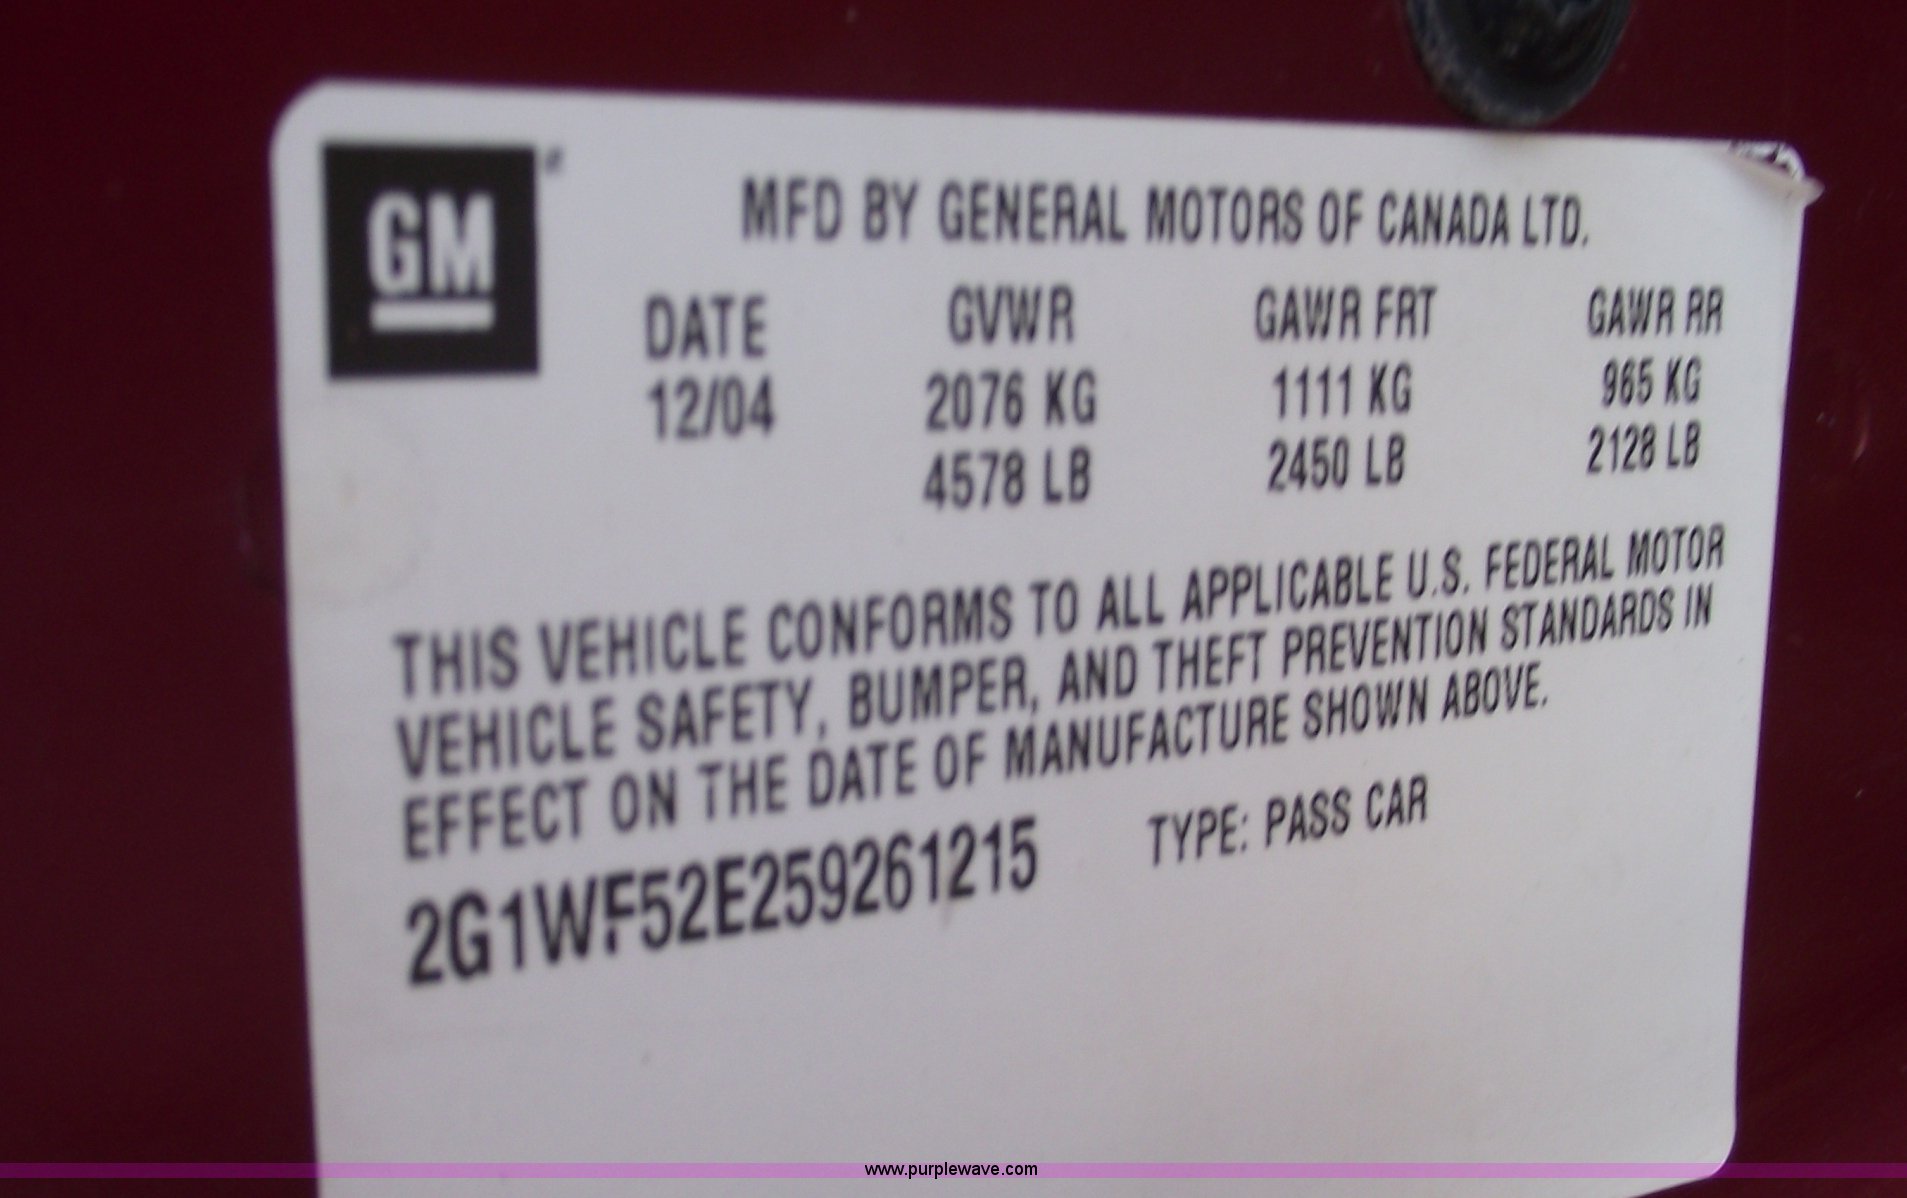 GM
MFD BY GENERAL MOTORS OF CANADA LTD.
DATE GVWR GAWR FRT GAWR RR
12/04 2076 KG 1111 KG 965 KG
4578 LB 2450 LB 2128 LB
THIS VEHICLE CONFORMS TO ALL APPLICABLE U.S. FEDERAL MOTOR
VEHICLE SAFETY, BUMPER, AND THEFT PREVENTION STANDARDS IN
EFFECT ON THE DATE OF MANUFACTURE SHOWN ABOVE.
2G1WF52E259261215 TYPE: PASS CAR
www.purplewave.com